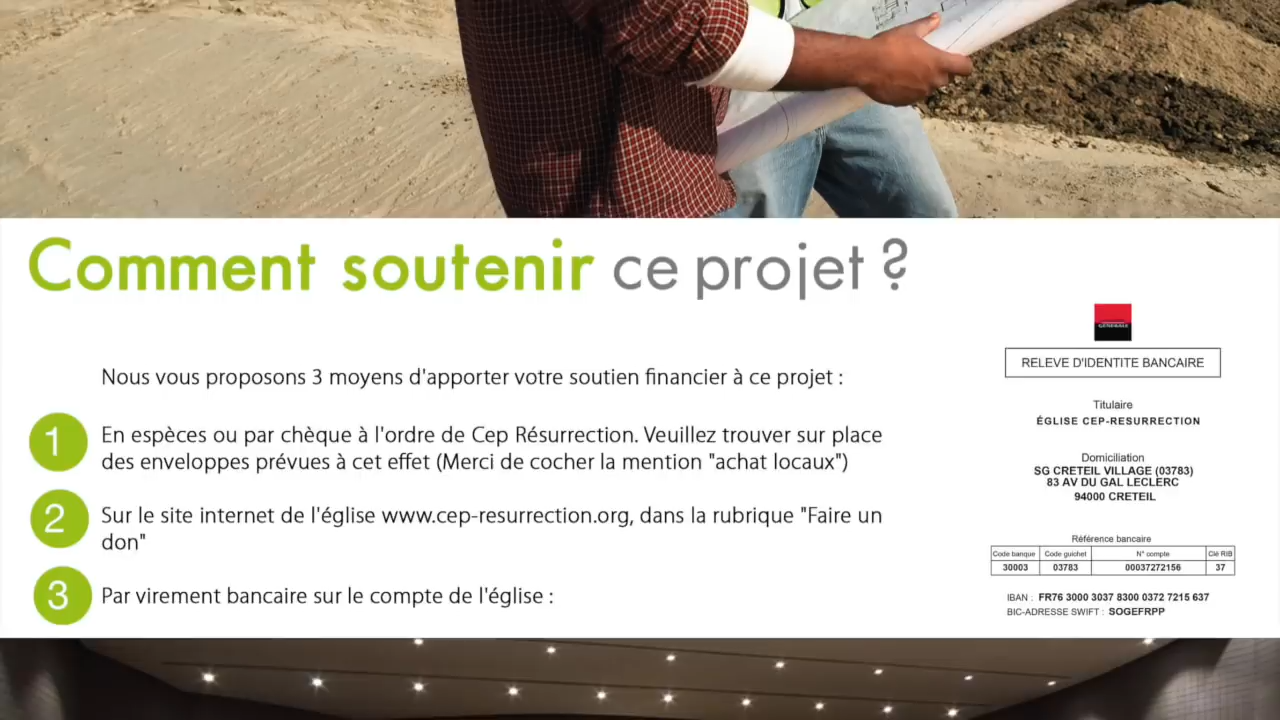 Comment soutenir ce projet ?
Nous vous proposons 3 moyens d'apporter votre soutien financier à ce projet :
1
En espèces ou par chèque à l'ordre de Cep Résurrection. Veuillez trouver sur place
des enveloppes prévues à cet effet (Merci de cocher la mention "achat locaux")
2
Sur le site internet de l'église www.cep-resurrection.org, dans la rubrique "Faire un
don"
3
Par virement bancaire sur le compte de l'église :
GENERALE
RELEVE D'IDENTITE BANCAIRE
Titulaire
ÉGLISE CEP-RESURRECTION
Domiciliation
SG CRETEIL VILLAGE (03783)
83 AV DU GAL LECLERC
94000 CRETEIL
Référence bancaire
Code banque Code guichet N° compte Clé RIB
30003 03783 00037272156 37
IBAN : FR76 3000 3037 8300 0372 7215 637
BIC-ADRESSE SWIFT : SOGEFRPP